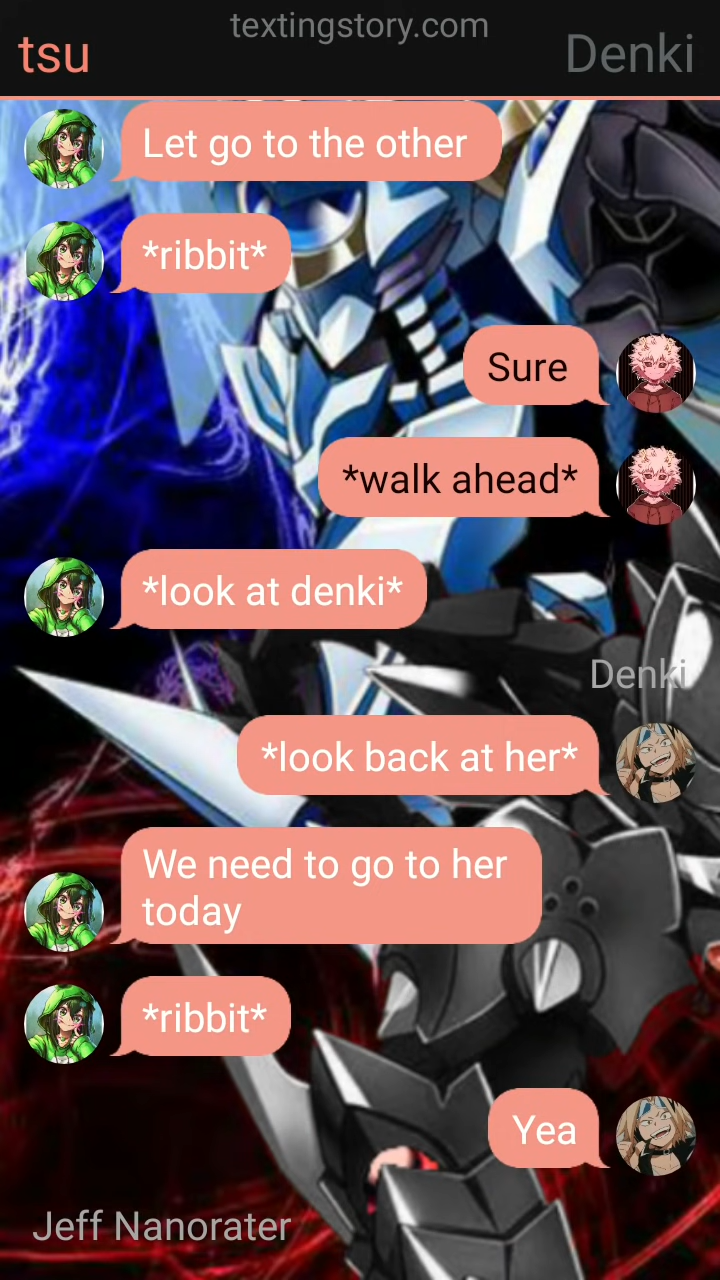 textingstory.com
tsu
Denki
Let go to the other
*ribbit*
Sure
*walk ahead*
*look at denki*
Denki
*look back at her*
We need to go to her
today
*ribbit*
Yea
Jeff Nanorater